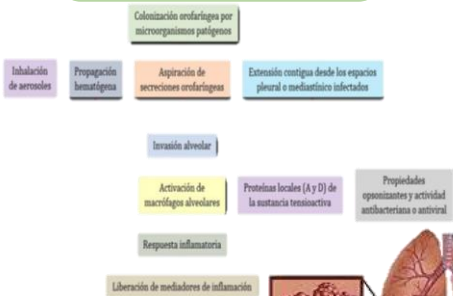 Colonización orofaríngea por
microorganismos patógenos
Inhalación
de aerosoles
Propagación
hematógena
Aspiración de
secreciones orofaríngeas
Extensión contigua desde los espacios
pleural o mediastínico infectados
Invasión alveolar
Activación de
macrófagos alveolares
Proteínas locales (A y D) de
la sustancia tensioactiva
Propiedades
opsonizantes y actividad
antibacteriana o antiviral
Respuesta inflamatoria
Liberación de mediadores de inflamación